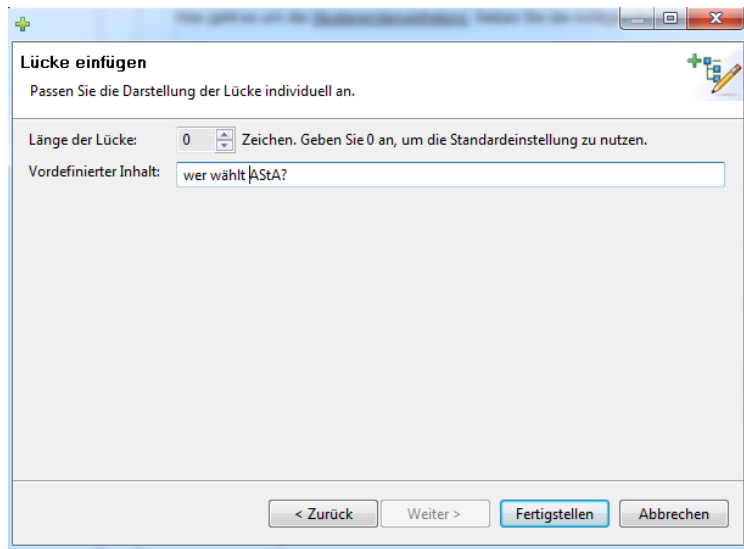 Lücke einfügen
Passen Sie die Darstellung der Lücke individuell an.
Länge der Lücke: 0 Zeichen. Geben Sie 0 an, um die Standardeinstellung zu nutzen.
Vordefinierter Inhalt: wer wählt AStA?
< Zurück Weiter > Fertigstellen Abbrechen